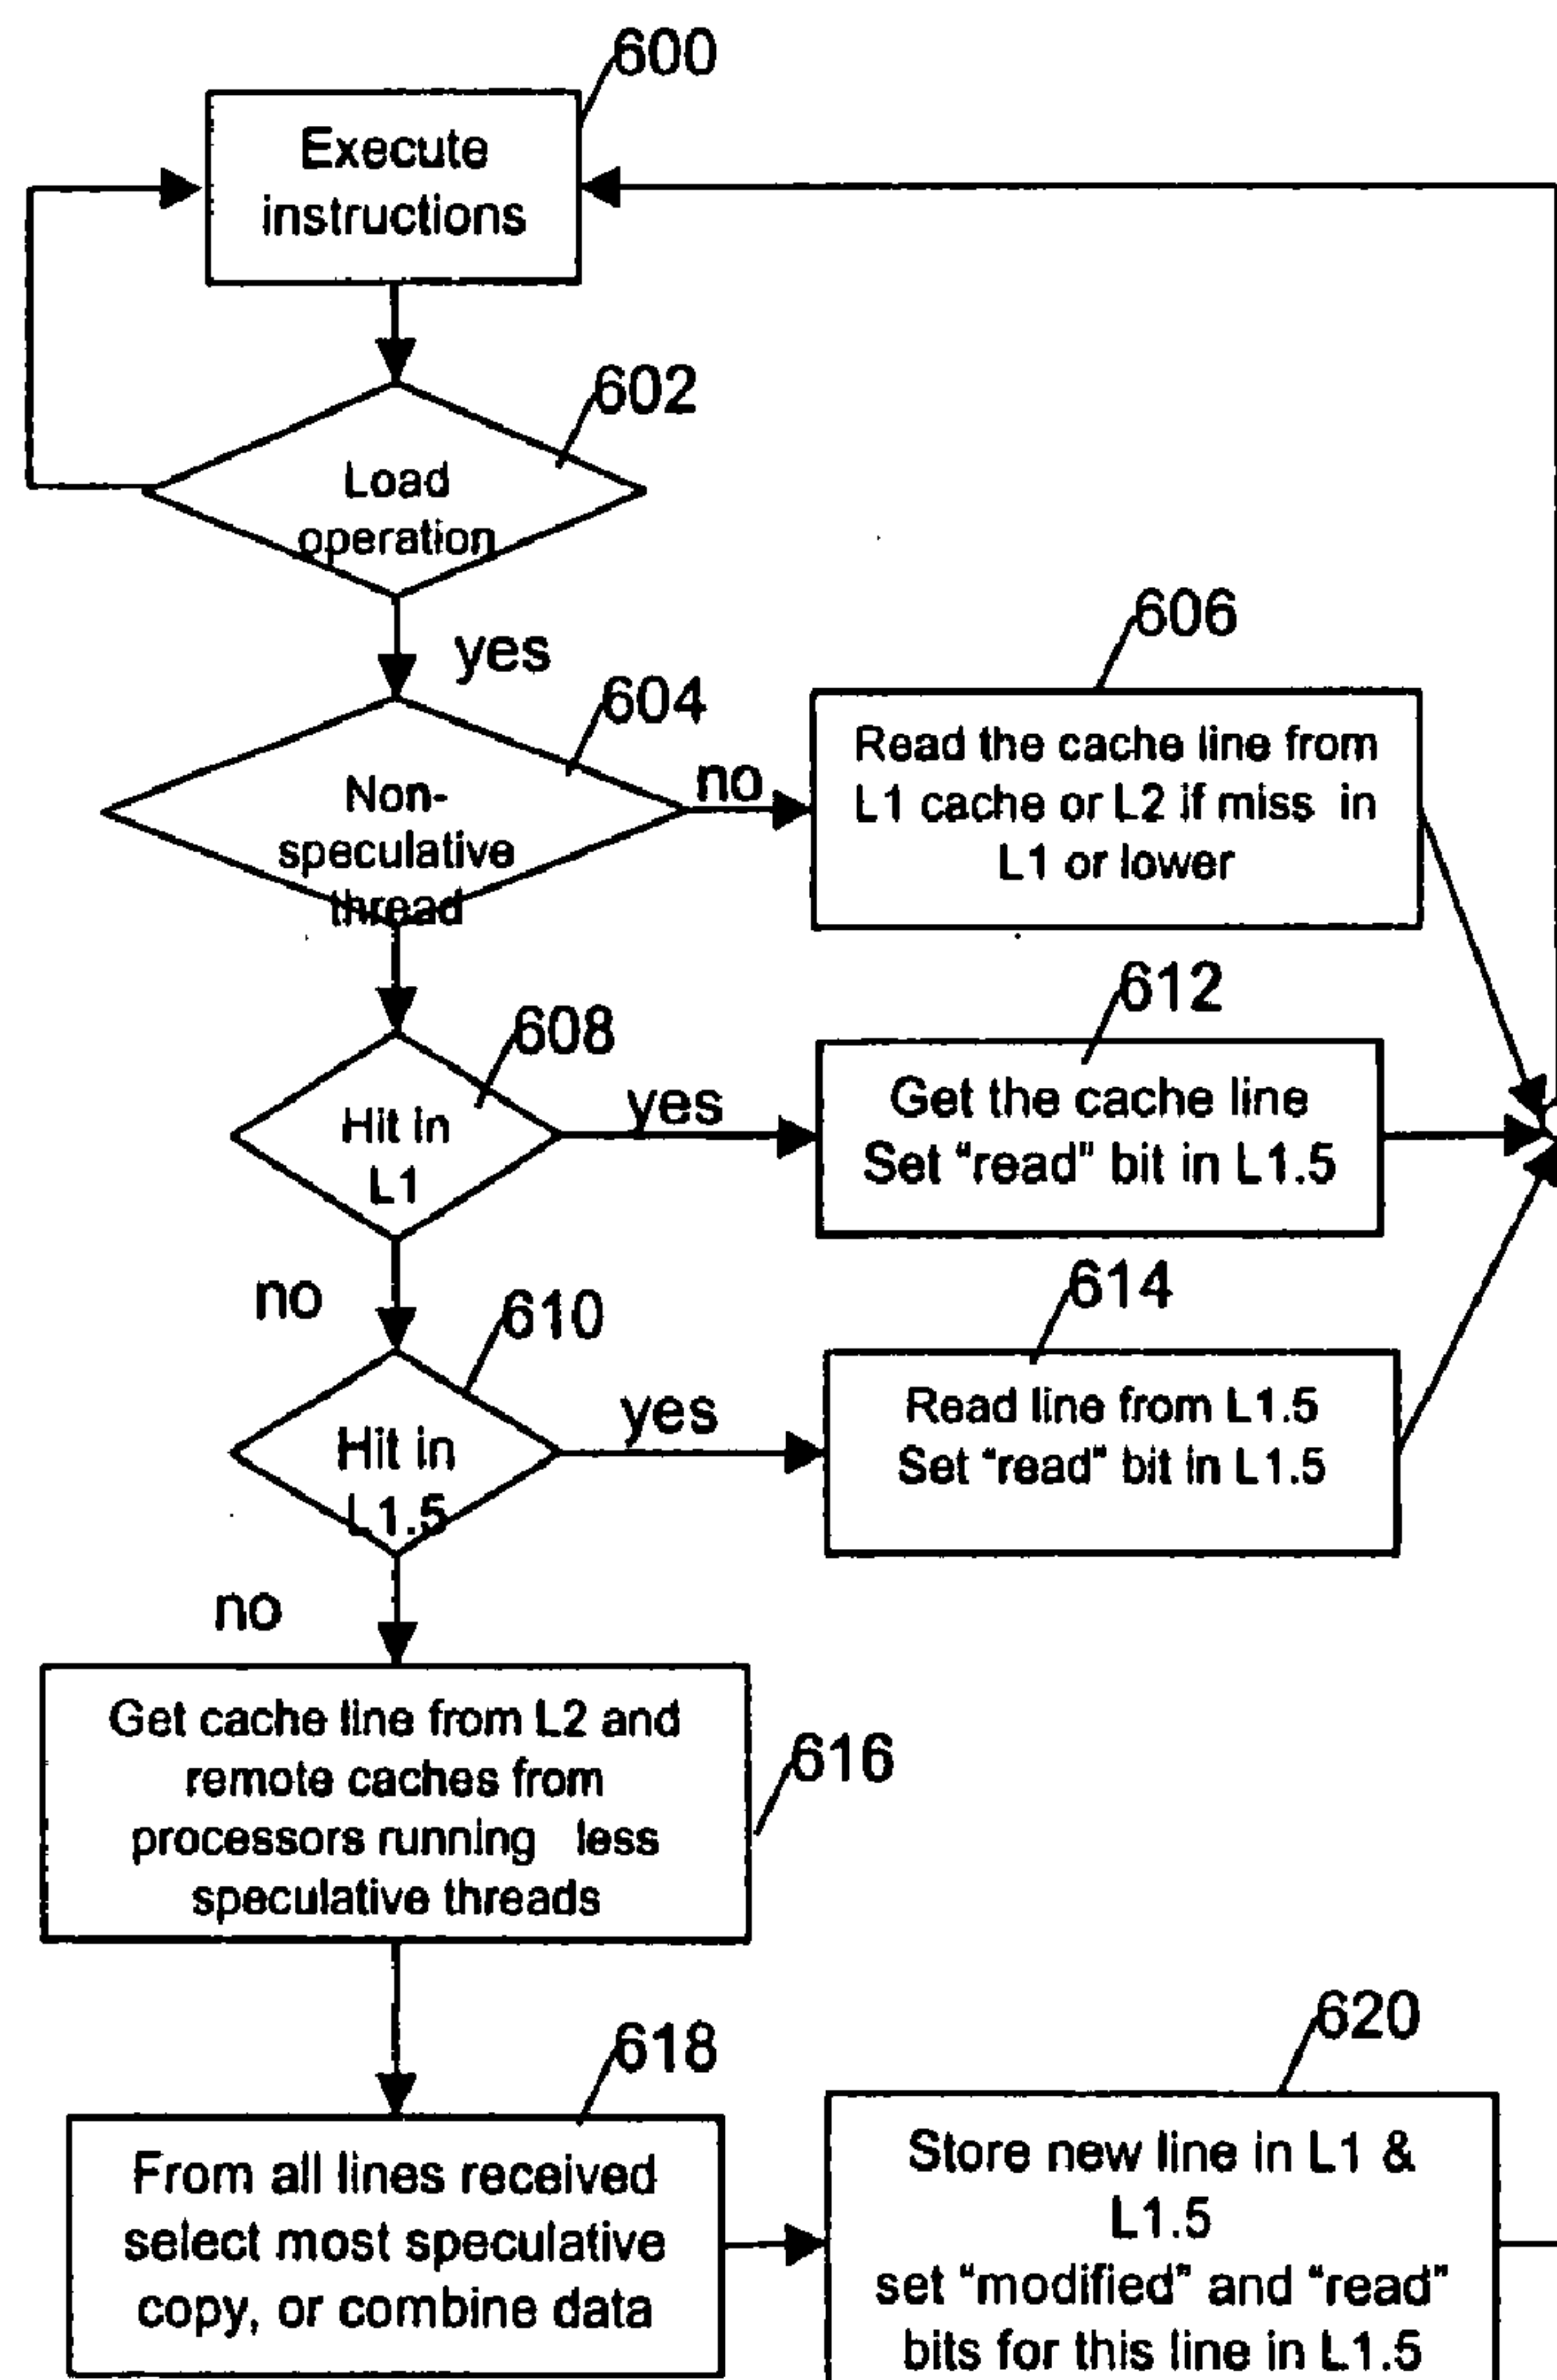 600
Execute
instructions
602
Load
operation
yes
604
Non-
speculative
thread
no
606
Read the cache line from
L1 cache or L2 if miss in
L1 or lower
608
Hit in
L1
yes
612
Get the cache line
Set “read” bit in L1.5
no
610
Hit in
L1.5
yes
614
Read line from L1.5
Set “read” bit in L1.5
no
Get cache line from L2 and
remote caches from
processors running less
speculative threads
616
618
From all lines received
select most speculative
copy, or combine data
620
Store new line in L1 &
L1.5
set “modified” and “read”
bits for this line in L1.5